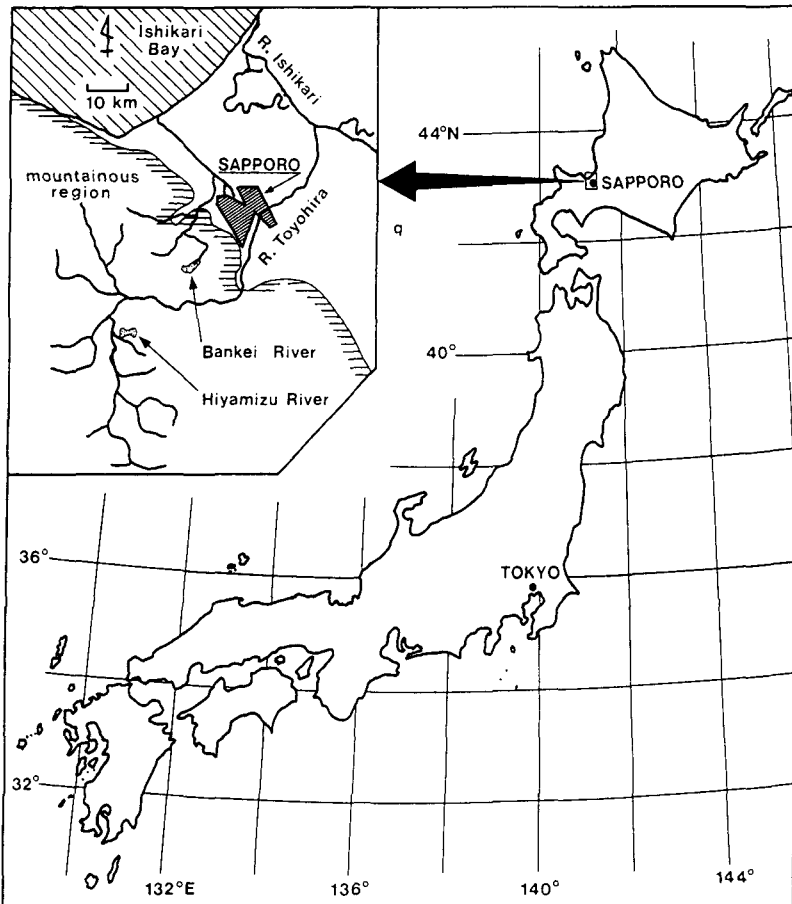 Ishikari
Bay
10 km
R. Ishikari
SAPPORO
mountainous
region
R. Toyohira
Bankei River
Hiyamizu River
44°N
SAPPORO
q
40°
36°
TOKYO
32°
132°E
136°
140°
144°